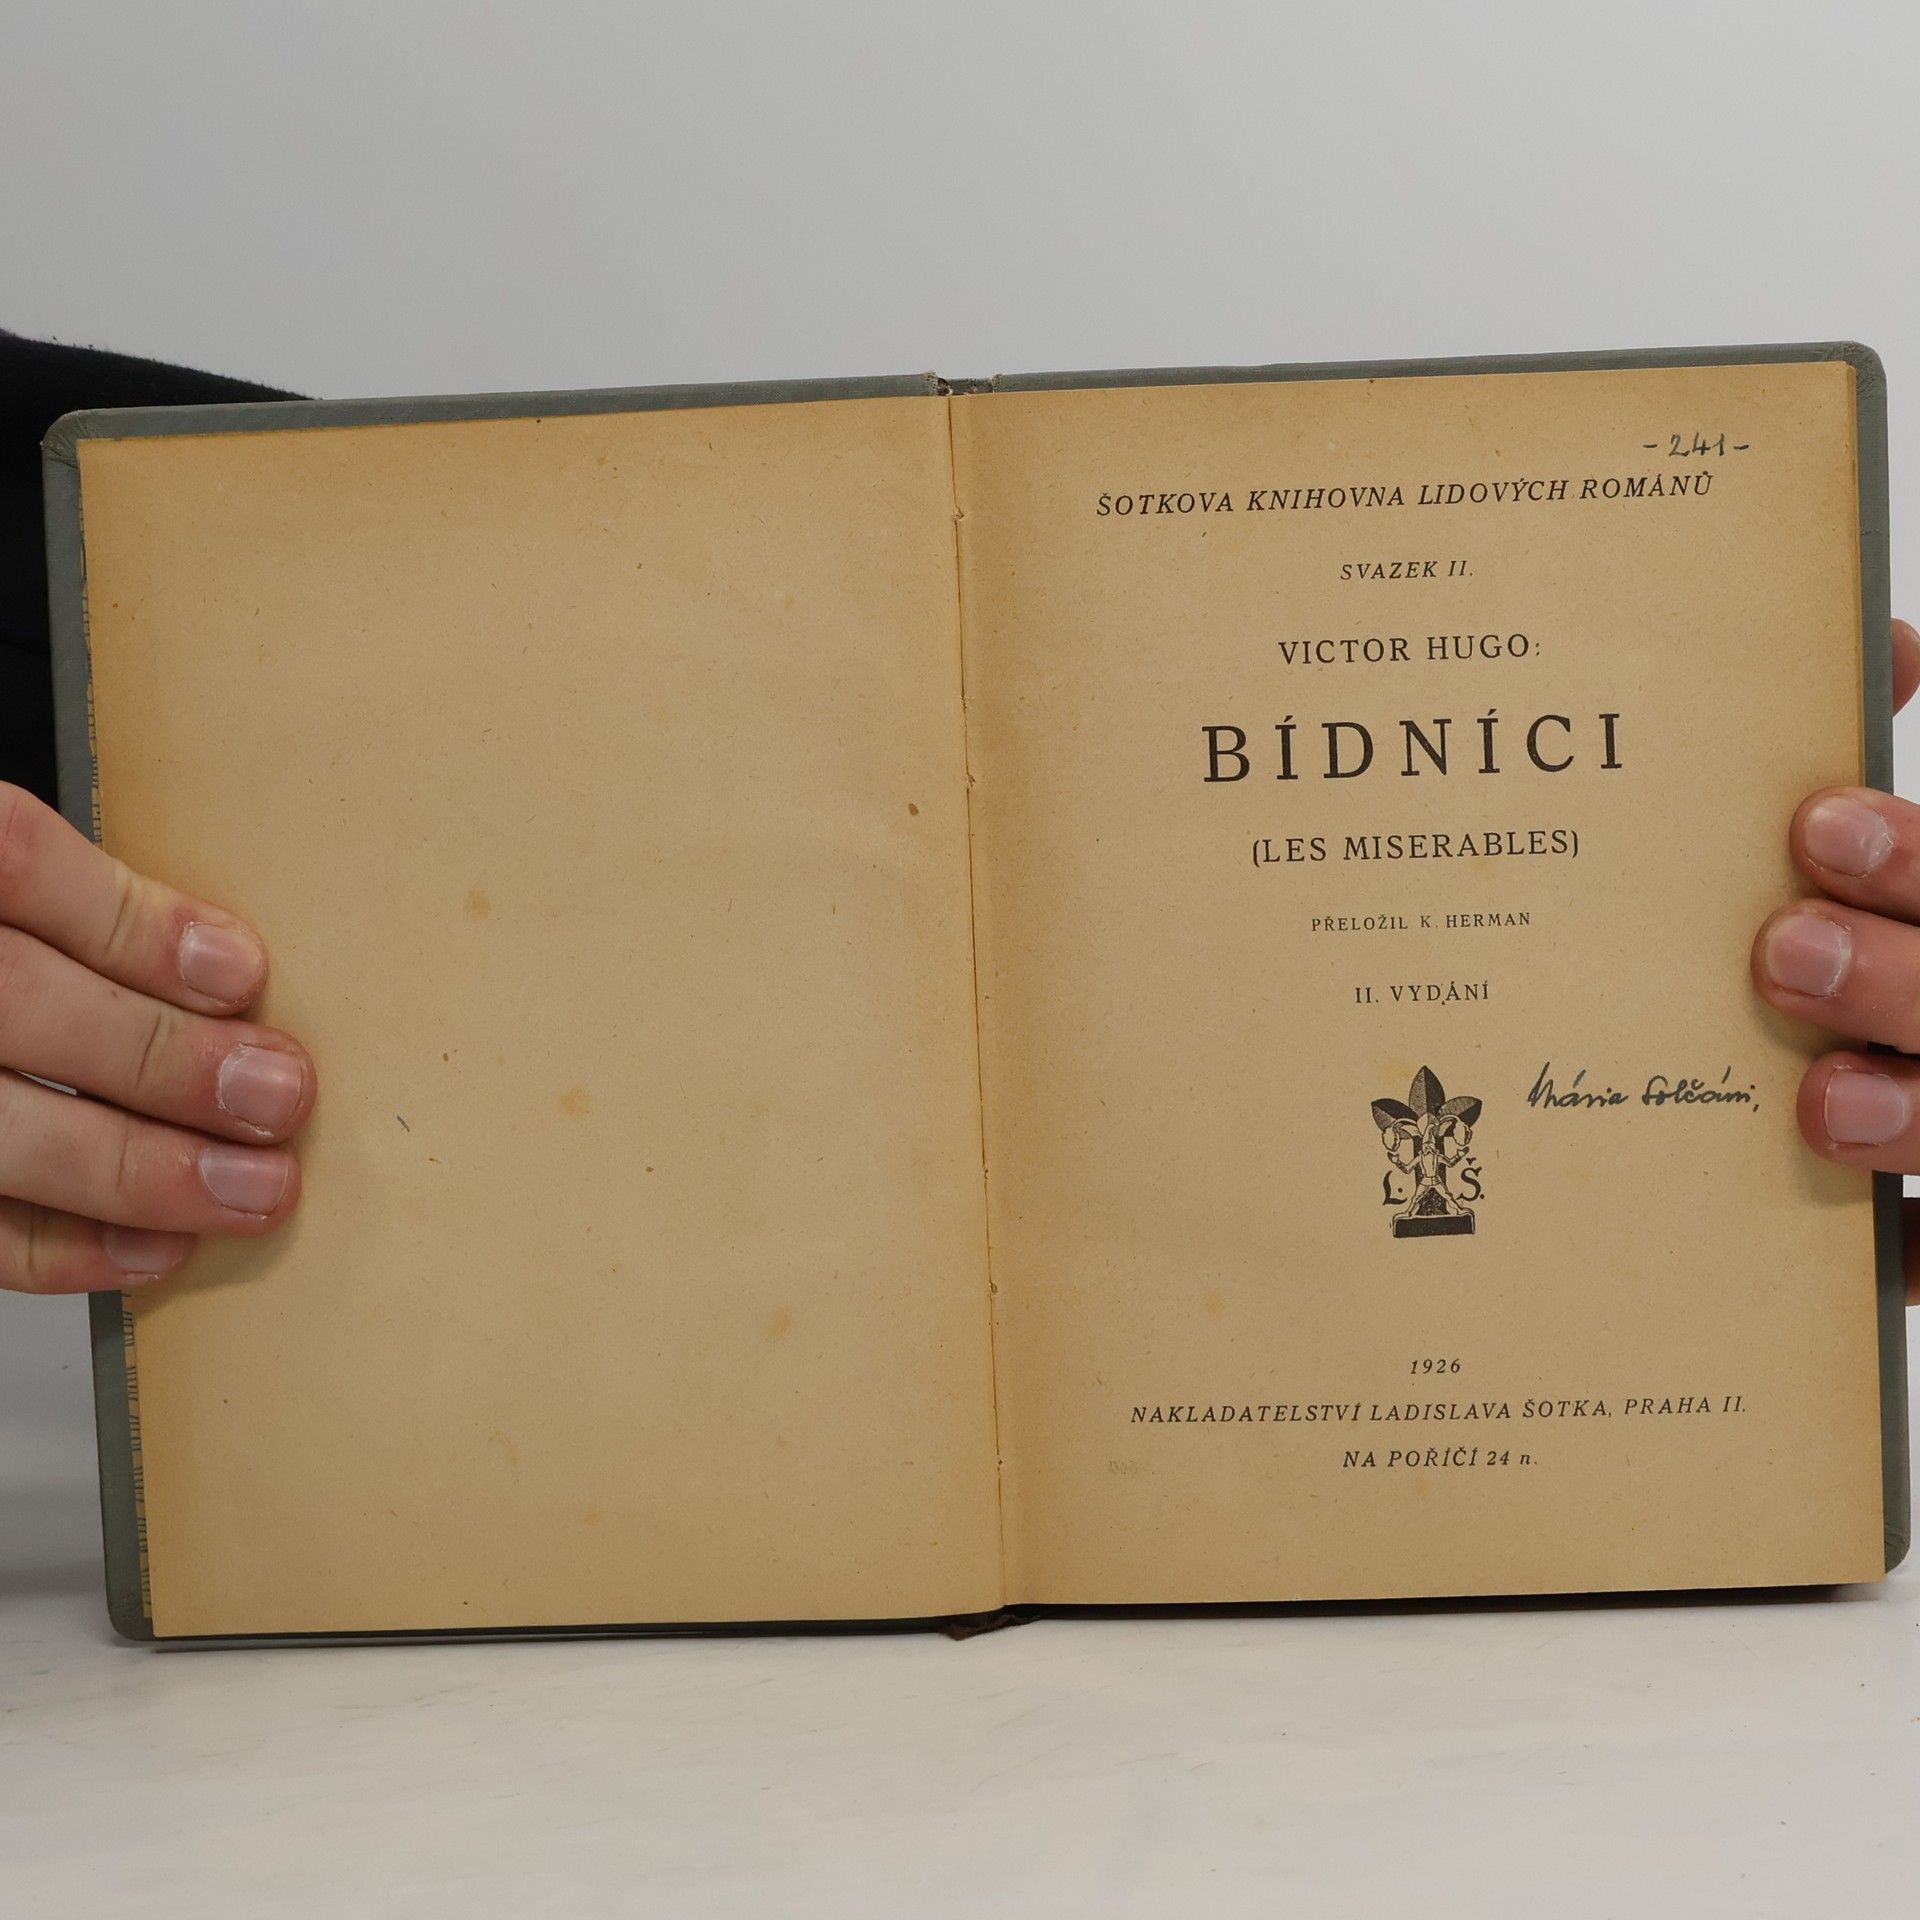 - 241 -
ŠOTKOVA KNIHOVNA LIDOVÝCH ROMÁNŮ
SVAZEK II.
VICTOR HUGO:
BÍDNÍCI
(LES MISERABLES)
PŘELOŽIL K. HERMAN
II. VYDÁNÍ
Mária
L. Š.
1926
NAKLADATELSTVÍ LADISLAVA ŠOTKA, PRAHA II.
NA POŘÍČÍ 24 n.